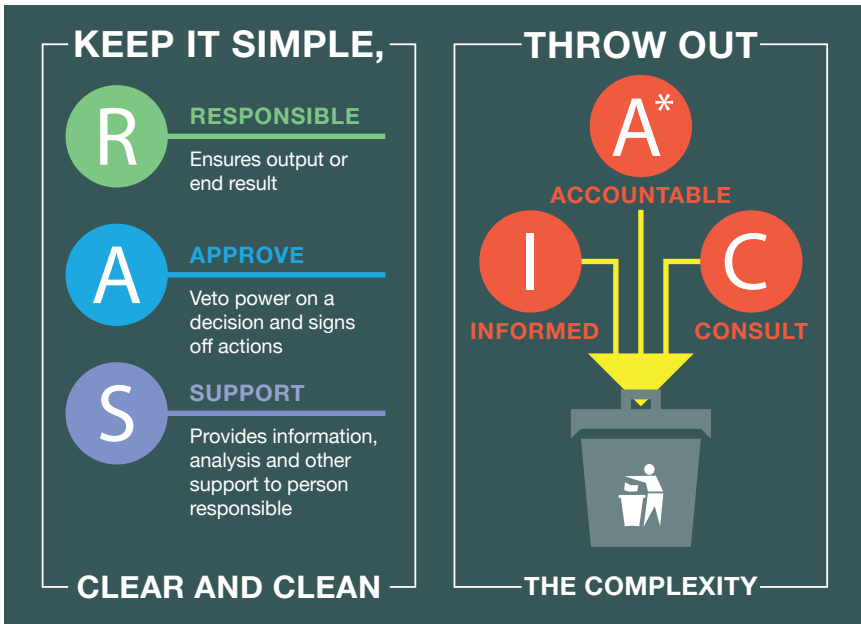 KEEP IT SIMPLE,
R
RESPONSIBLE
Ensures output or
end result
A
APPROVE
Veto power on a
decision and signs
off actions
S
SUPPORT
Provides information,
analysis and other
support to person
responsible
CLEAR AND CLEAN
THROW OUT
A*
ACCOUNTABLE
I
INFORMED
C
CONSULT
THE COMPLEXITY